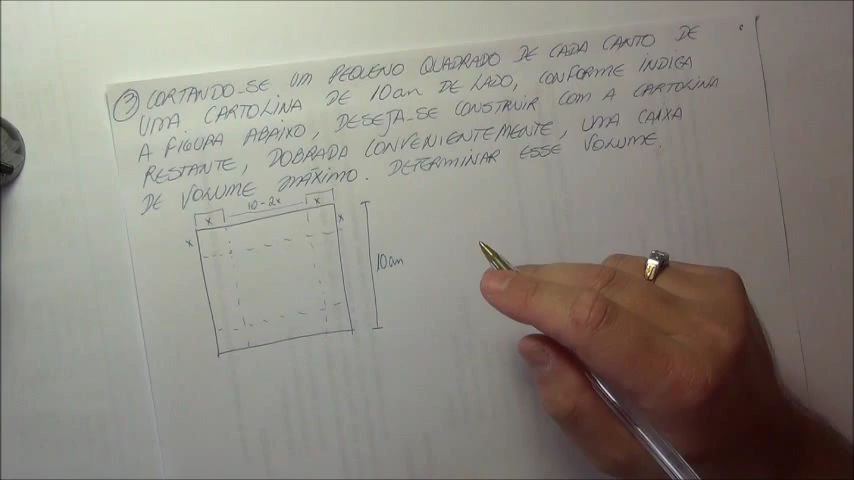 ③ CORTANDO-SE UM PEQUENO QUADRADO DE CADA CANTO DE
UMA CARTOLINA DE 10cm DE LADO, CONFORME INDICA
A FIGURA ABAIXO, DESEJA-SE CONSTRUIR COM A CARTOLINA
RESTANTE, DOBRADA CONVENIENTEMENTE, UMA CAIXA
DE VOLUME MÁXIMO. DETERMINAR ESSE VOLUME.
x 10-2x x
x x
10cm